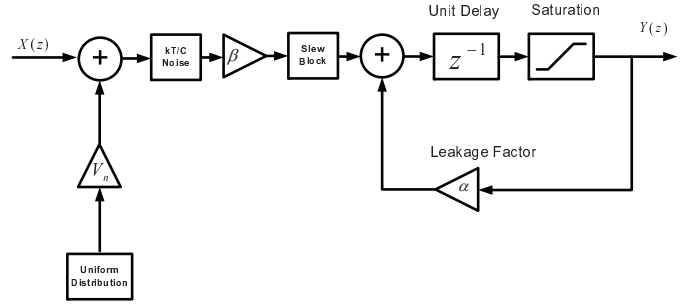 Unit Delay
Saturation
X(z)
+
kT/C
Noise
β
Slew
Block
+
z⁻¹
Y(z)
Leakage Factor
α
Vₙ
Uniform
Distribution